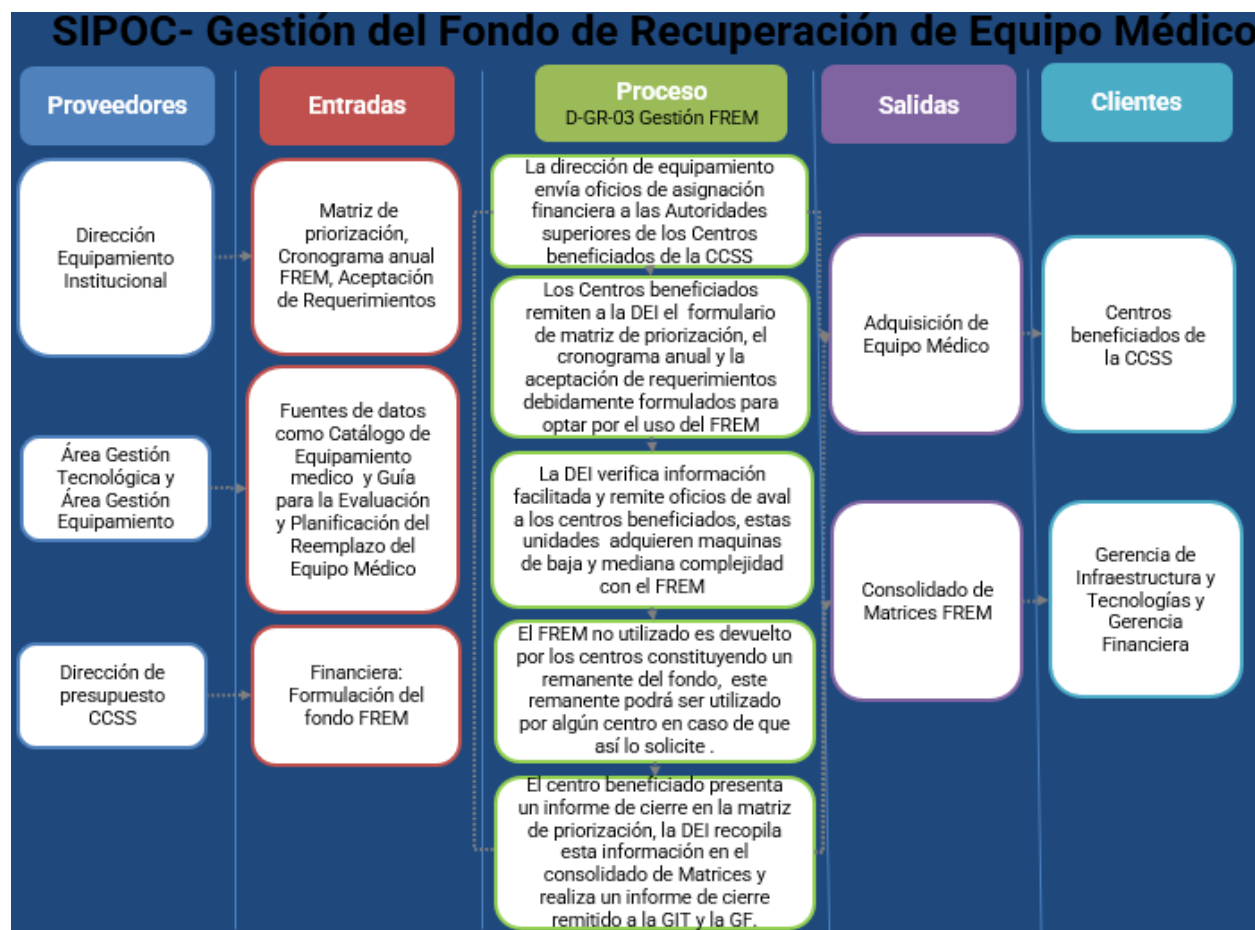 SIPOC- Gestión del Fondo de Recuperación de Equipo Médico
Proveedores
Dirección
Equipamiento
Institucional
Área Gestión
Tecnológica y
Área Gestión
Equipamiento
Dirección de
presupuesto
CCSS
Entradas
Matriz de
priorización,
Cronograma anual
FREM, Aceptación
de Requerimientos
Fuentes de datos
como Catálogo de
Equipamiento
medico y Guía
para la Evaluación
y Planificación del
Reemplazo del
Equipo Médico
Financiera:
Formulación del
fondo FREM
Proceso
D-GR-03 Gestión FREM
La dirección de equipamiento
envía oficios de asignación
financiera a las Autoridades
superiores de los Centros
beneficiados de la CCSS
Los Centros beneficiados
remiten a la DEI el formulario
de matriz de priorización, el
cronograma anual y la
aceptación de requerimientos
debidamente formulados para
optar por el uso del FREM
La DEI verifica información
facilitada y remite oficios de aval
a los centros beneficiados, estas
unidades adquieren maquinas
de baja y mediana complejidad
con el FREM
El FREM no utilizado es devuelto
por los centros constituyendo un
remanente del fondo, este
remanente podrá ser utilizado
por algún centro en caso de que
así lo solicite .
El centro beneficiado presenta
un informe de cierre en la matriz
de priorización, la DEI recopila
esta información en el
consolidado de Matrices y
realiza un informe de cierre
remitido a la GIT y la GF.
Salidas
Adquisición de
Equipo Médico
Consolidado de
Matrices FREM
Clientes
Centros
beneficiados de
la CCSS
Gerencia de
Infraestructura y
Tecnologías y
Gerencia
Financiera